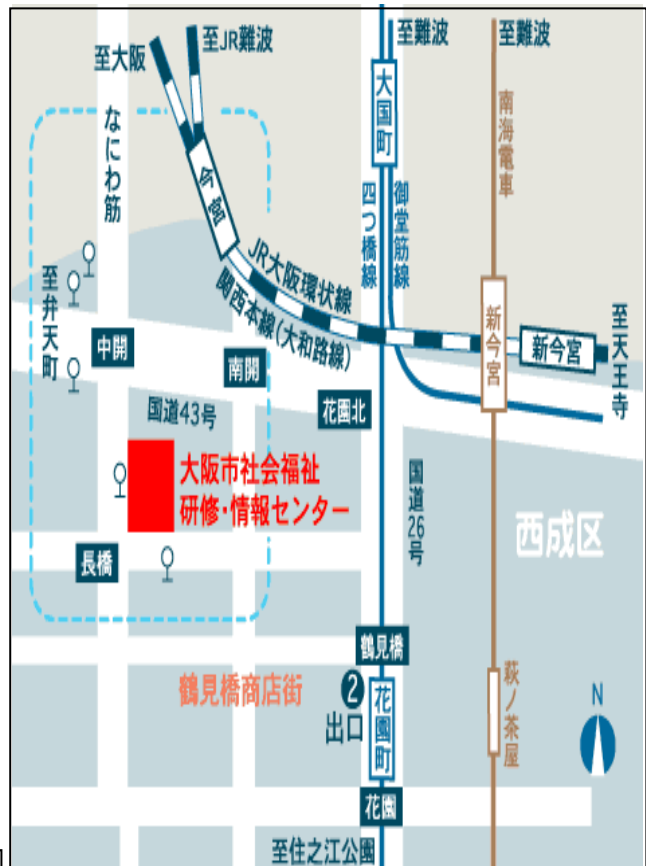 至大阪
至JR難波
至難波
至難波
なにわ筋
大国町
南海電車
今宮
四つ橋線
御堂筋線
JR大阪環状線
関西本線(大和路線)
至弁天町
新今宮
新今宮
至天王寺
中開
南開
花園北
国道43号
大阪市社会福祉
研修・情報センター
国道26号
西成区
長橋
鶴見橋
鶴見橋商店街
2
出口
花園町
萩ノ茶屋
N
花園
至住之江公園